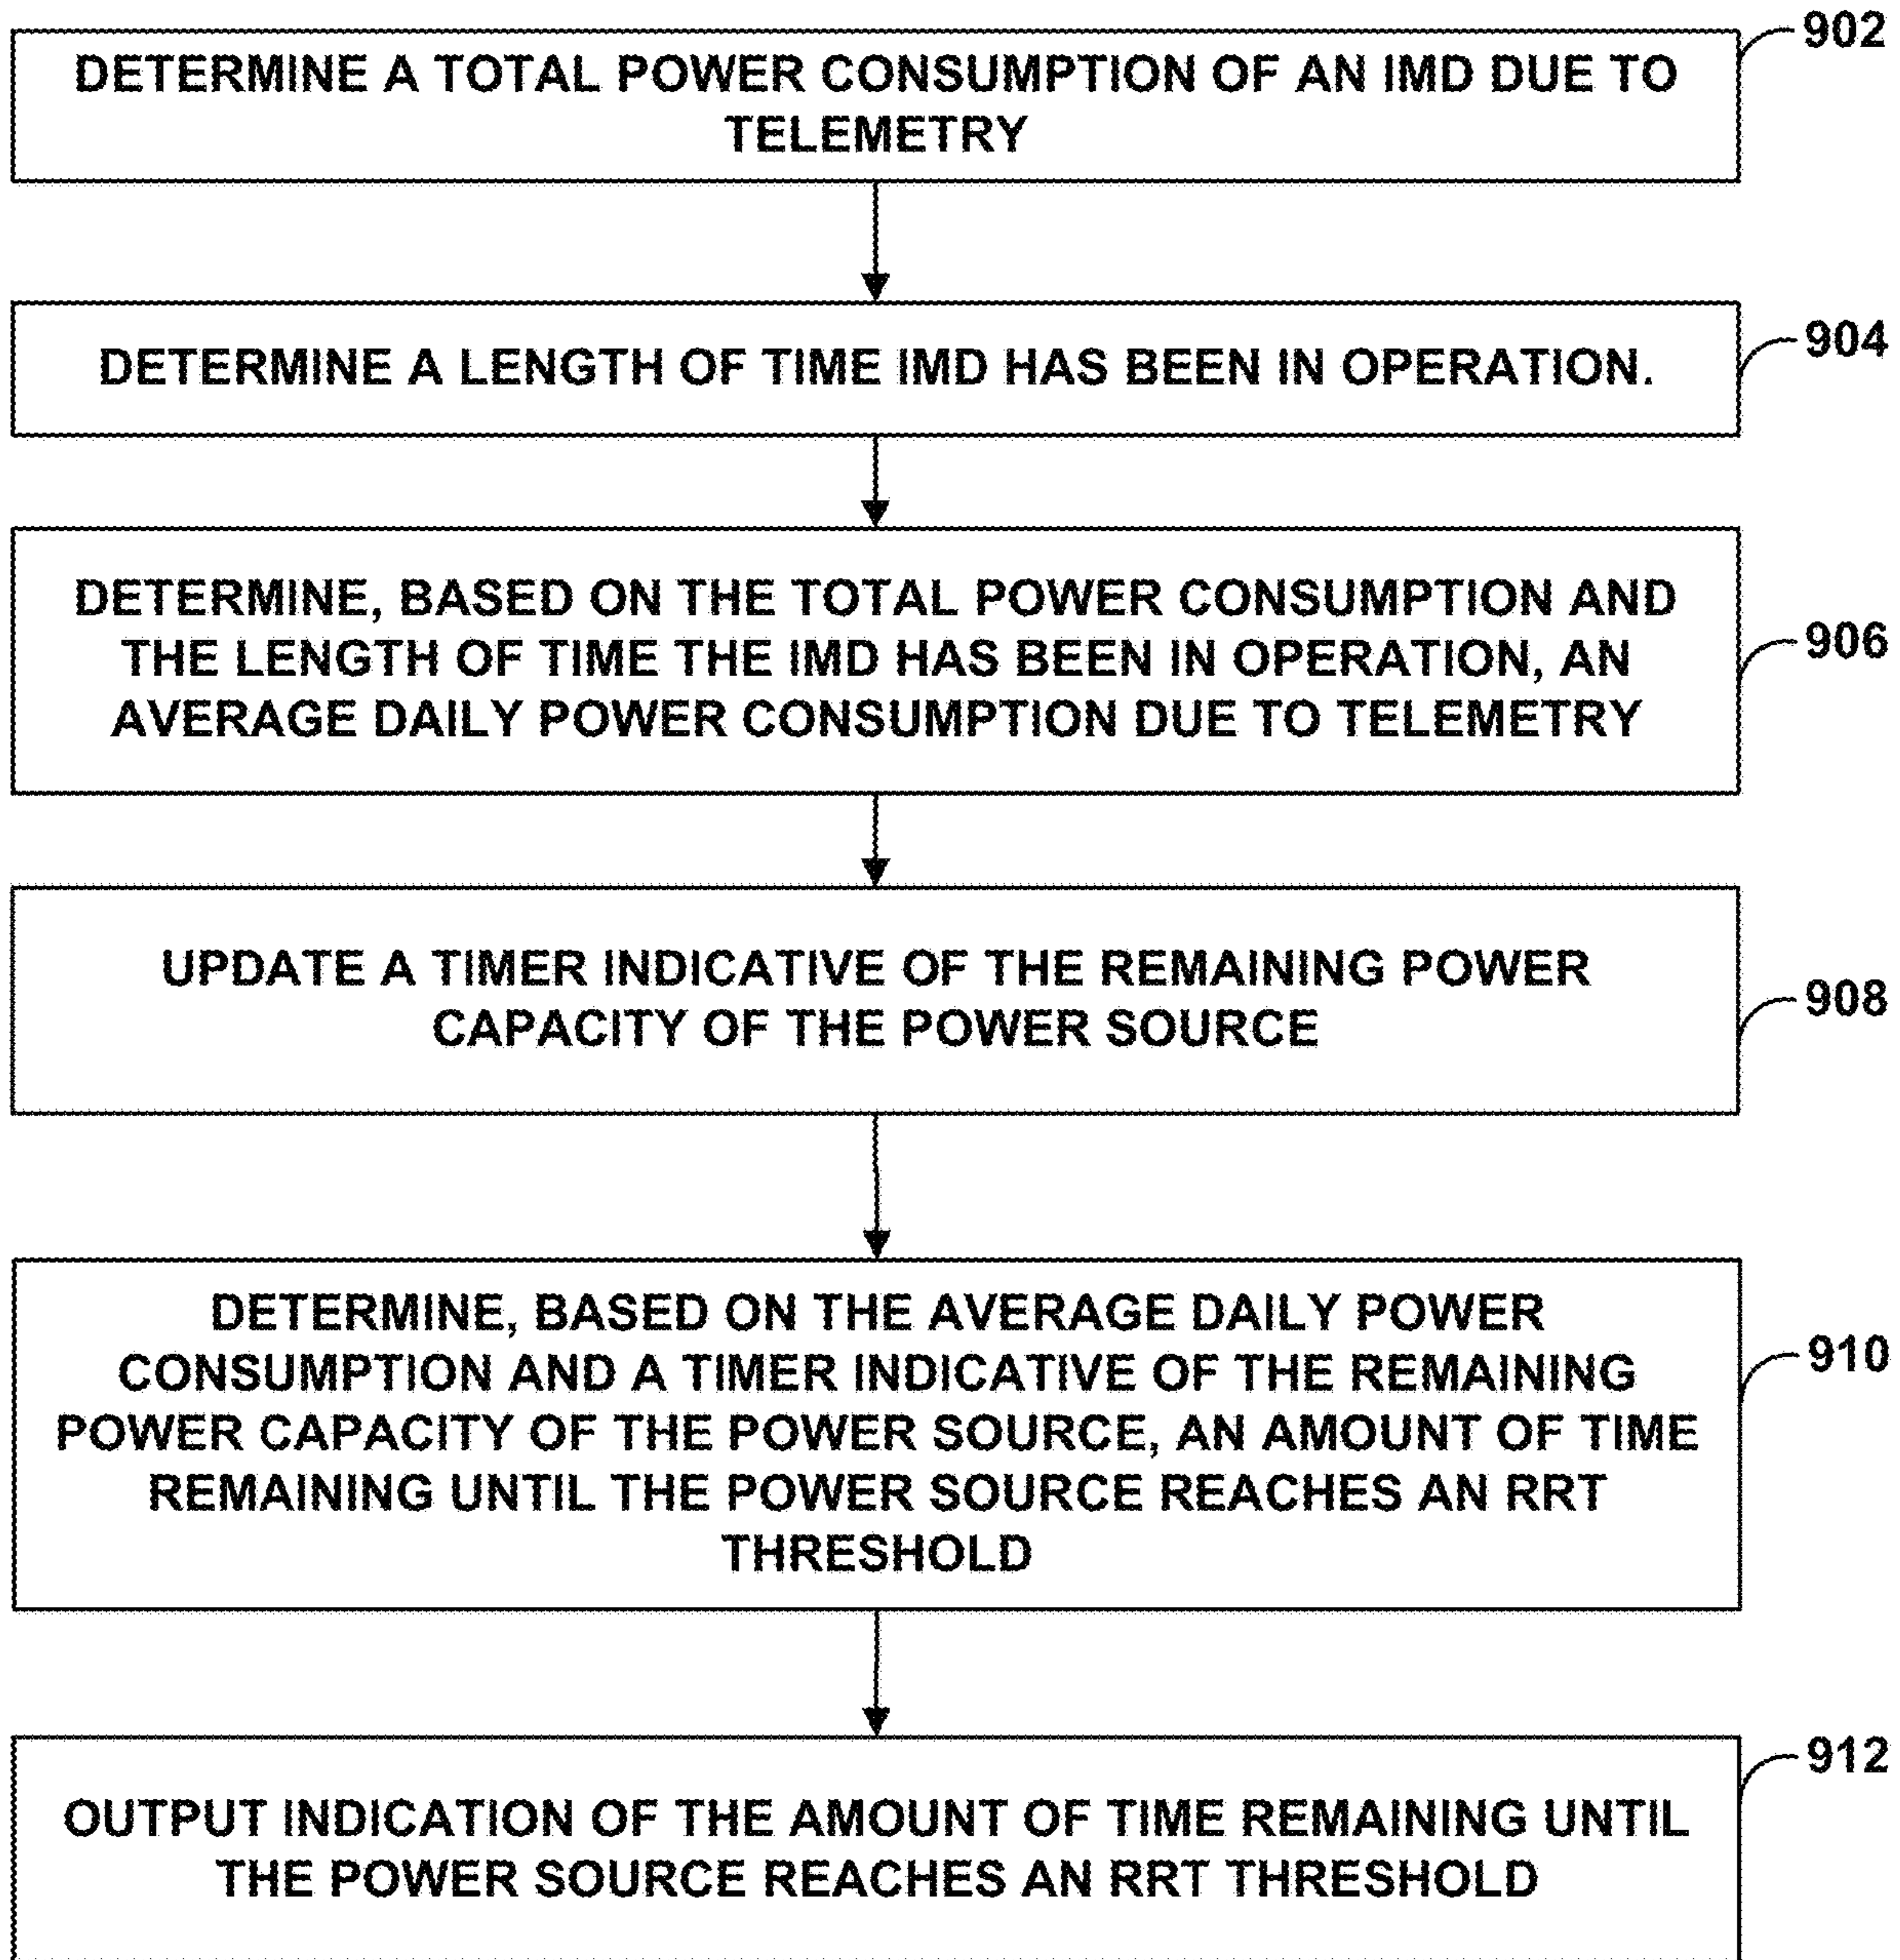 902
DETERMINE A TOTAL POWER CONSUMPTION OF AN IMD DUE TO
TELEMETRY
904
DETERMINE A LENGTH OF TIME IMD HAS BEEN IN OPERATION.
DETERMINE, BASED ON THE TOTAL POWER CONSUMPTION AND
THE LENGTH OF TIME THE IMD HAS BEEN IN OPERATION, AN
906
AVERAGE DAILY POWER CONSUMPTION DUE TO TELEMETRY
UPDATE A TIMER INDICATIVE OF THE REMAINING POWER
908
CAPACITY OF THE POWER SOURCE
DETERMINE, BASED ON THE AVERAGE DAILY POWER
910
CONSUMPTION AND A TIMER INDICATIVE OF THE REMAINING
POWER CAPACITY OF THE POWER SOURCE, AN AMOUNT OF TIME
REMAINING UNTIL THE POWER SOURCE REACHES AN RRT
THRESHOLD
912
OUTPUT INDICATION OF THE AMOUNT OF TIME REMAINING UNTIL
THE POWER SOURCE REACHES AN RRT THRESHOLD